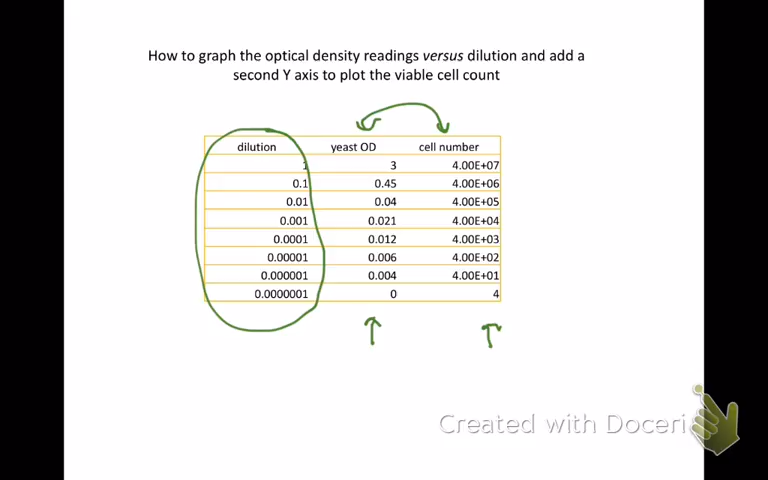 How to graph the optical density readings versus dilution and add a
second Y axis to plot the viable cell count
dilution yeast OD cell number
1 3 4.00E+07
0.1 0.45 4.00E+06
0.01 0.04 4.00E+05
0.001 0.021 4.00E+04
0.0001 0.012 4.00E+03
0.00001 0.006 4.00E+02
0.000001 0.004 4.00E+01
0.0000001 0 4
Created with Doceri